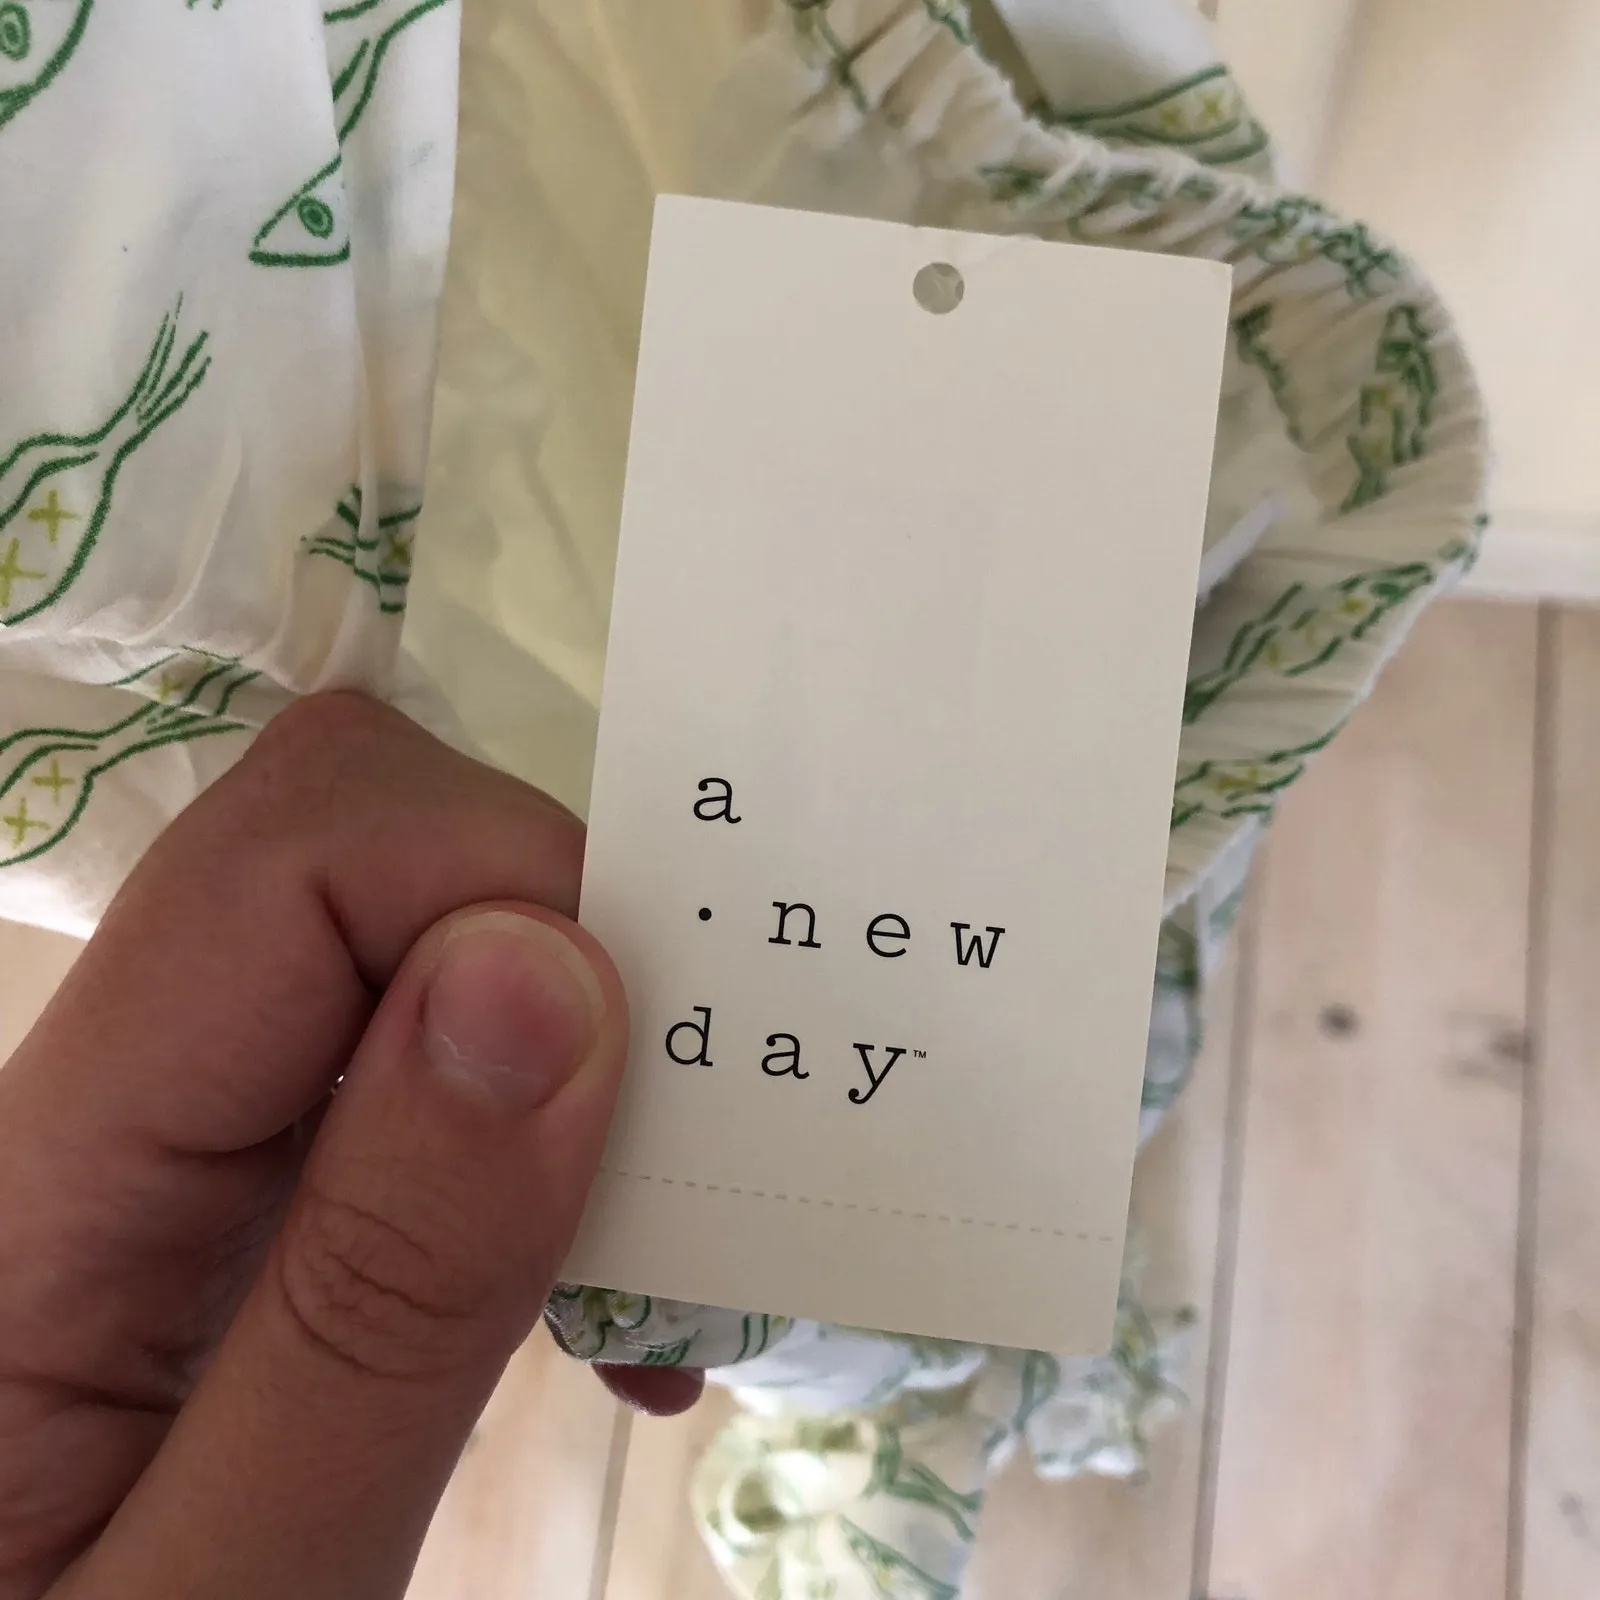 a
· new
day™